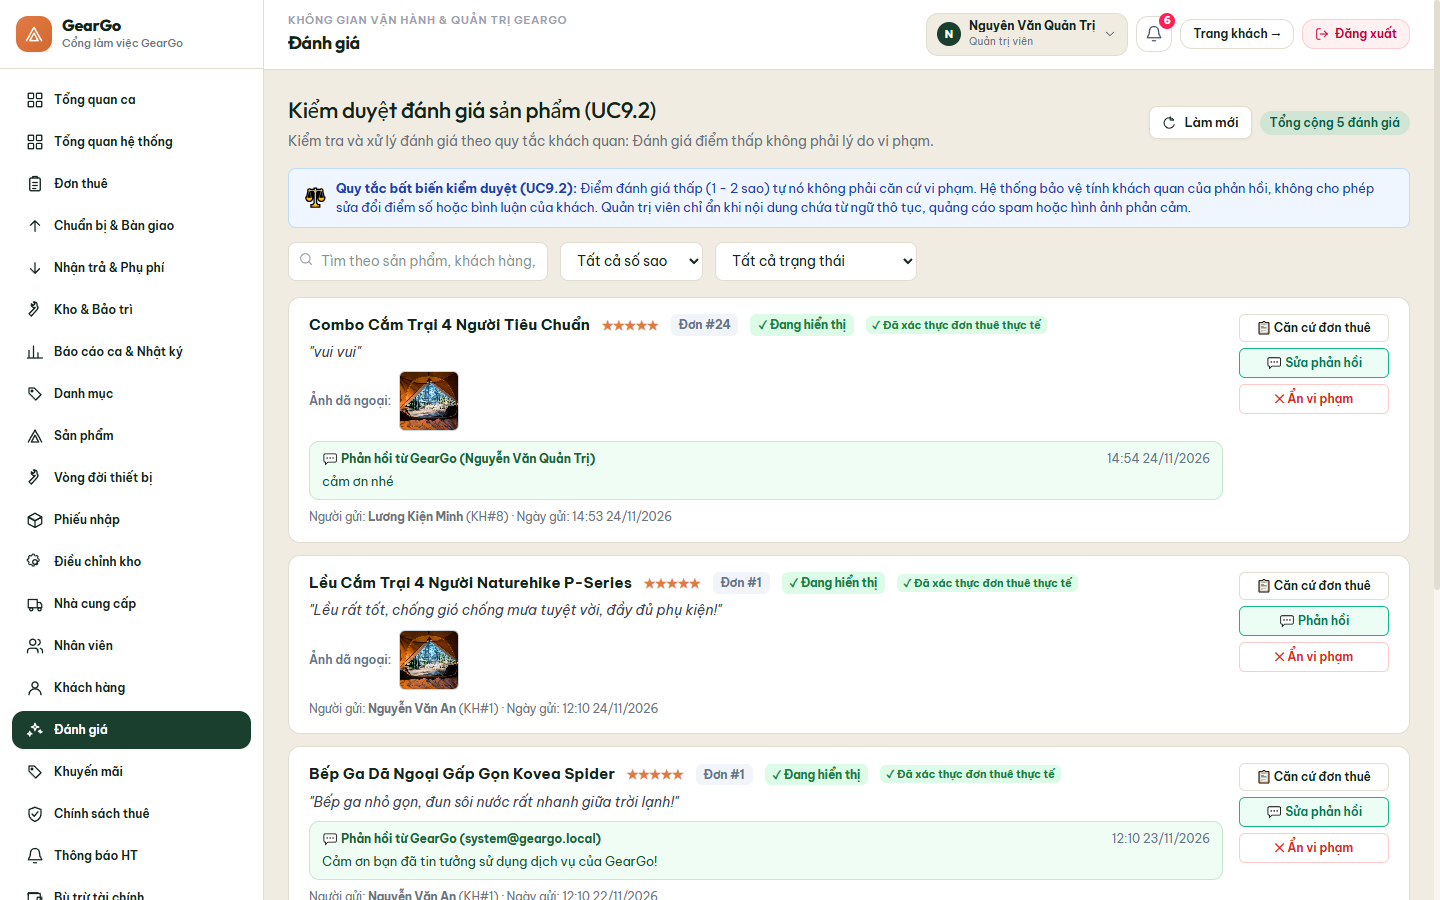 GearGo
Cổng làm việc GearGo
Tổng quan ca
Tổng quan hệ thống
Đơn thuê
Chuẩn bị & Bàn giao
Nhận trả & Phụ phí
Kho & Bảo trì
Báo cáo ca & Nhật ký
Danh mục
Sản phẩm
Vòng đời thiết bị
Phiếu nhập
Điều chỉnh kho
Nhà cung cấp
Nhân viên
Khách hàng
Đánh giá
Khuyến mãi
Chính sách thuê
Thông báo HT
Bù trừ tài chính
KHÔNG GIAN VẬN HÀNH & QUẢN TRỊ GEARGO
Đánh giá
N
Nguyễn Văn Quản Trị
Quản trị viên
6
Trang khách →
Đăng xuất
Kiểm duyệt đánh giá sản phẩm (UC9.2)
Kiểm tra và xử lý đánh giá theo quy tắc khách quan: Đánh giá điểm thấp không phải lý do vi phạm.
Làm mới
Tổng cộng 5 đánh giá
Quy tắc bất biến kiểm duyệt (UC9.2): Điểm đánh giá thấp (1 - 2 sao) tự nó không phải căn cứ vi phạm. Hệ thống bảo vệ tính khách quan của phản hồi, không cho phép
sửa đổi điểm số hoặc bình luận của khách. Quản trị viên chỉ ẩn khi nội dung chứa từ ngữ thô tục, quảng cáo spam hoặc hình ảnh phản cảm.
Tìm theo sản phẩm, khách hàng,
Tất cả số sao
Tất cả trạng thái
Combo Cắm Trại 4 Người Tiêu Chuẩn ★★★★★ Đơn #24 ✓ Đang hiển thị ✓ Đã xác thực đơn thuê thực tế
"vui vui"
Ảnh dã ngoại:
Phản hồi từ GearGo (Nguyễn Văn Quản Trị) 14:54 24/11/2026
cảm ơn nhé
Người gửi: Lương Kiện Minh (KH#8) · Ngày gửi: 14:53 24/11/2026
Căn cứ đơn thuê
Sửa phản hồi
✕ Ẩn vi phạm
Lều Cắm Trại 4 Người Naturehike P-Series ★★★★★ Đơn #1 ✓ Đang hiển thị ✓ Đã xác thực đơn thuê thực tế
"Lều rất tốt, chống gió chống mưa tuyệt vời, đầy đủ phụ kiện!"
Ảnh dã ngoại:
Người gửi: Nguyễn Văn An (KH#1) · Ngày gửi: 12:10 24/11/2026
Căn cứ đơn thuê
Phản hồi
✕ Ẩn vi phạm
Bếp Ga Dã Ngoại Gấp Gọn Kovea Spider ★★★★★ Đơn #1 ✓ Đang hiển thị ✓ Đã xác thực đơn thuê thực tế
"Bếp ga nhỏ gọn, đun sôi nước rất nhanh giữa trời lạnh!"
Phản hồi từ GearGo (system@geargo.local) 12:10 23/11/2026
Cảm ơn bạn đã tin tưởng sử dụng dịch vụ của GearGo!
Người gửi: Nguyễn Văn An (KH#1) · Ngày gửi: 12:10 22/11/2026
Căn cứ đơn thuê
Sửa phản hồi
✕ Ẩn vi phạm